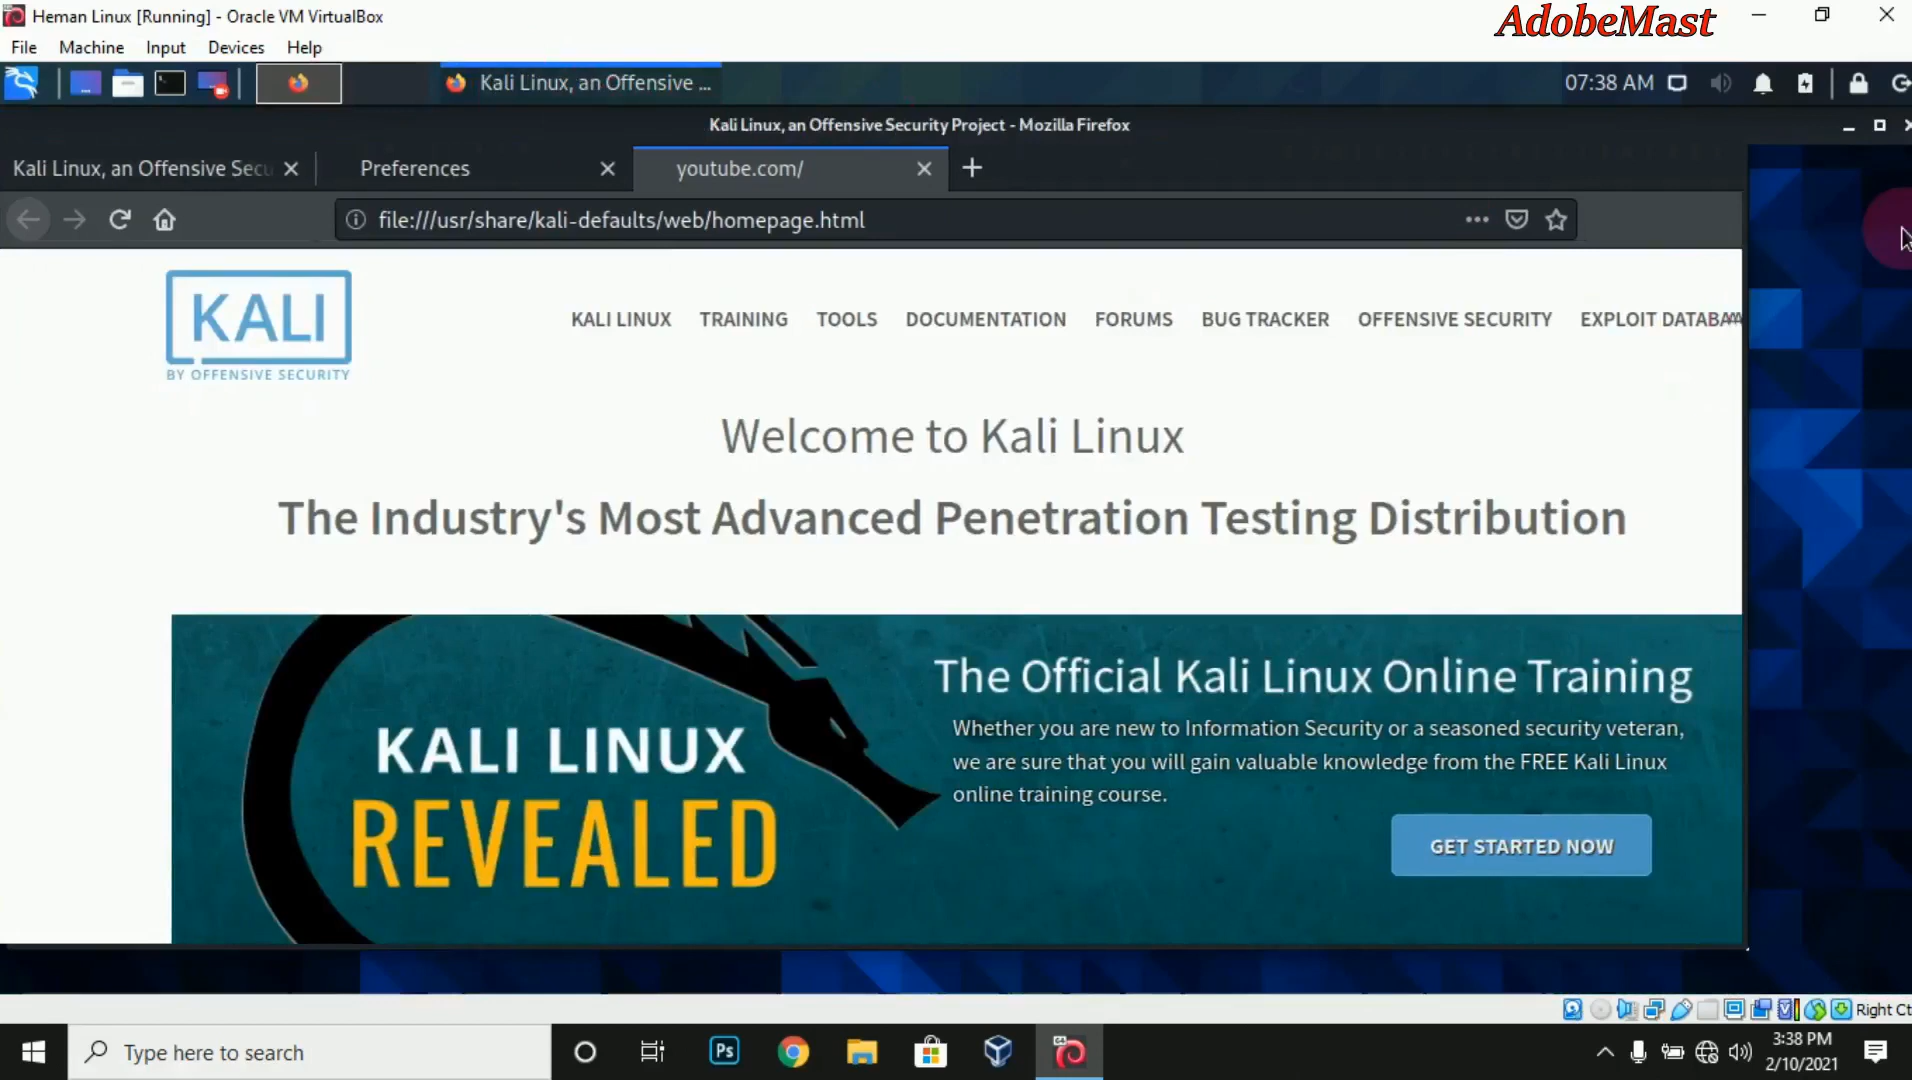 Heman Linux [Running] - Oracle VM VirtualBox
AdobeMast
File Machine Input Devices Help
Kali Linux, an Offensive ...
07:38 AM
Kali Linux, an Offensive Security Project - Mozilla Firefox
Kali Linux, an Offensive Secu
Preferences
youtube.com/
file:///usr/share/kali-defaults/web/homepage.html
KALI
BY OFFENSIVE SECURITY
KALI LINUX TRAINING TOOLS DOCUMENTATION FORUMS BUG TRACKER OFFENSIVE SECURITY EXPLOIT
Welcome to Kali Linux
The Industry's Most Advanced Penetration Testing Distribution
KALI LINUX
REVEALED
The Official Kali Linux Online Training
Whether you are new to Information Security or a seasoned security veteran,
we are sure that you will gain valuable knowledge from the FREE Kali Linux
online training course.
GET STARTED NOW
Right Ct
Type here to search
Ps
3:38 PM
2/10/2021